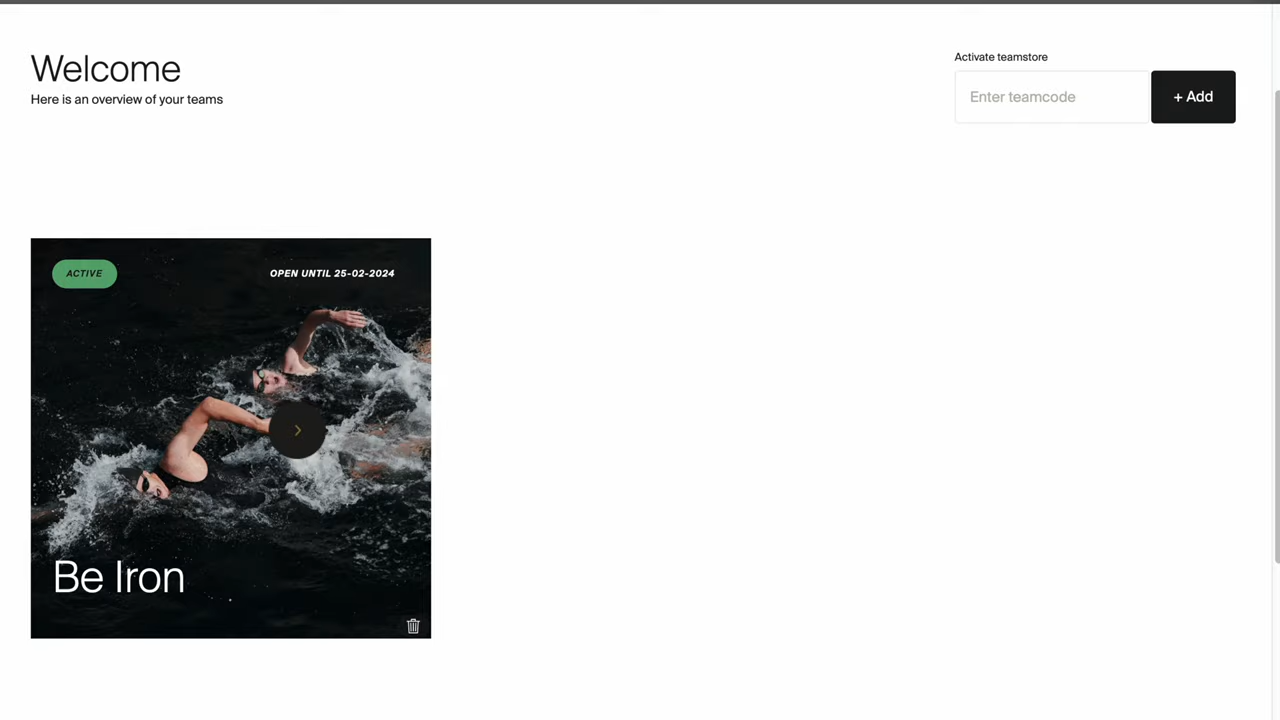 Welcome
Here is an overview of your teams
Activate teamstore
Enter teamcode
+ Add
ACTIVE
OPEN UNTIL 25-02-2024
Be Iron